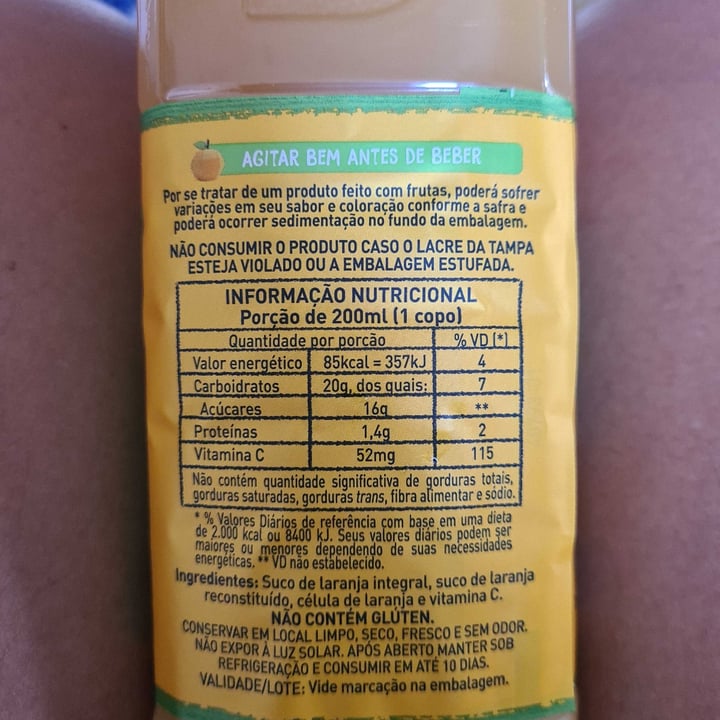 AGITAR BEM ANTES DE BEBER
Por se tratar de um produto feito com frutas, poderá sofrer
variações em seu sabor e coloração conforme a safra e
poderá ocorrer sedimentação no fundo da embalagem.
NÃO CONSUMIR O PRODUTO CASO O LACRE DA TAMPA
ESTEJA VIOLADO OU A EMBALAGEM ESTUFADA.
INFORMAÇÃO NUTRICIONAL
Porção de 200ml (1 copo)
Quantidade por porção % VD (*)
Valor energético 85kcal = 357kJ 4
Carboidratos 20g, dos quais: 7
Açúcares 16g **
Proteínas 1,4g 2
Vitamina C 52mg 115
Não contém quantidade significativa de gorduras totais,
gorduras saturadas, gorduras trans, fibra alimentar e sódio.
* % Valores Diários de referência com base em uma dieta
de 2.000 kcal ou 8400 kJ. Seus valores diários podem ser
maiores ou menores dependendo de suas necessidades
energéticas. ** VD não estabelecido.
Ingredientes: Suco de laranja integral, suco de laranja
reconstituído, célula de laranja e vitamina C.
NÃO CONTÉM GLÚTEN.
CONSERVAR EM LOCAL LIMPO, SECO, FRESCO E SEM ODOR.
NÃO EXPOR À LUZ SOLAR. APÓS ABERTO MANTER SOB
REFRIGERAÇÃO E CONSUMIR EM ATÉ 10 DIAS.
VALIDADE/LOTE: Vide marcação na embalagem.